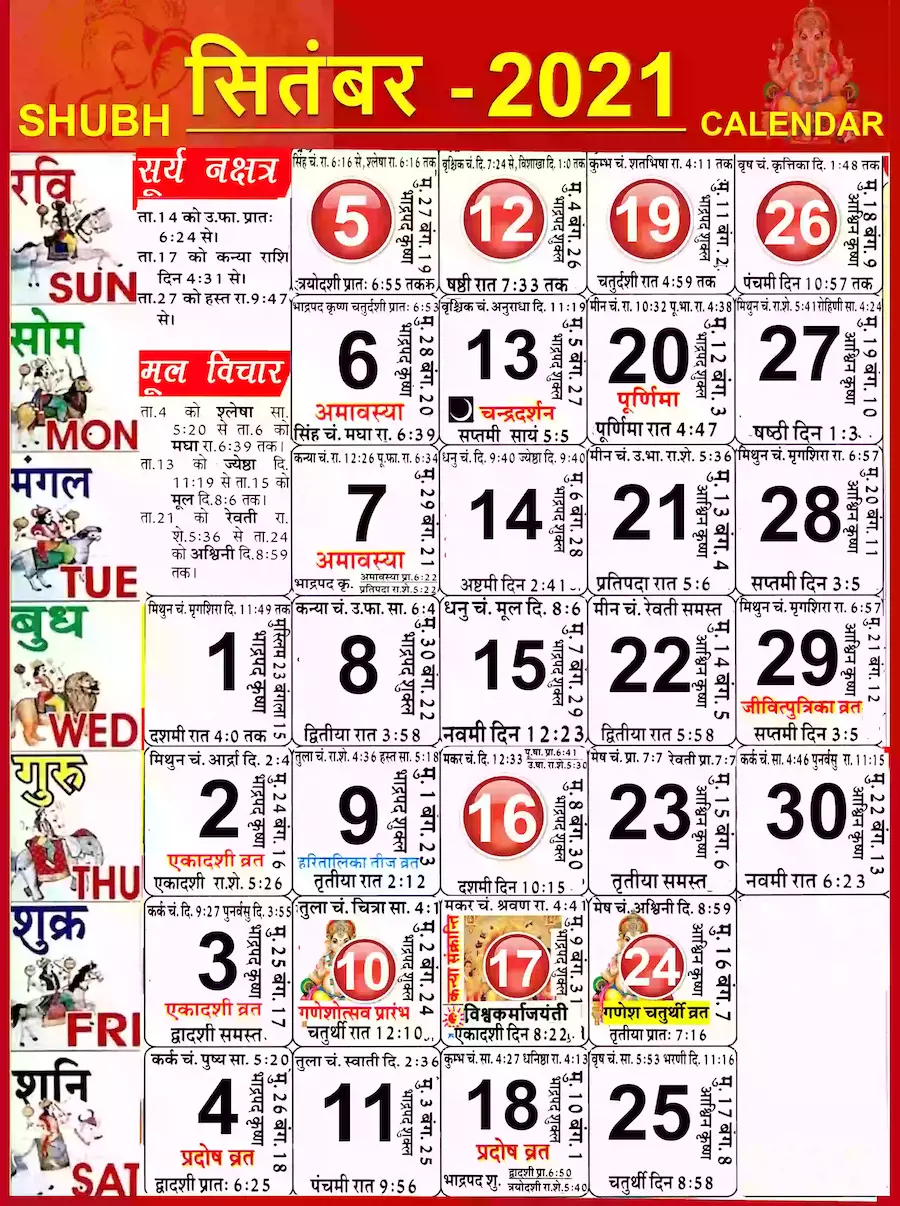 सितंबर - 2021
SHUBH
CALENDAR
रवि
SUN
सूर्य नक्षत्र
ता.14 को उ.फा. प्रातः
6:24 से।
ता.17 को कन्या राशि
दिन 4:31 से।
ता.27 को हस्त रा.9:47
से।
सिंह चं. रा. 6:16 से, श्लेषा रा. 6:16 तक
5
मु. 27 बंग. 19
भाद्रपद कृष्ण
त्रयोदशी प्रातः 6:55 तक
वृश्चिक चं. दि. 7:24 से, विशाखा दि. 1:0 तक
12
मु. 4 बंग. 26
भाद्रपद शुक्ल
षष्ठी रात 7:33 तक
कुम्भ चं. शतभिषा रा. 4:11 तक
19
मु. 11 बंग. 2
भाद्रपद शुक्ल
चतुर्दशी रात 4:59 तक
वृष चं. कृत्तिका दि. 1:48 तक
26
मु. 18 बंग. 9
आश्विन कृष्ण
पंचमी दिन 10:57 तक
सोम
MON
मूल विचार
ता.4 को श्लेषा सा.
5:20 से ता.6 को
मघा रा.6:39 तक।
ता.13 को ज्येष्ठा दि.
11:19 से ता.15 को
मूल दि.8:6 तक।
ता.21 को रेवती रा.
शे.5:36 से ता.24
को अश्विनी दि.8:59
तक।
भाद्रपद कृष्ण चतुर्दशी प्रातः 6:53
6
मु. 28 बंग. 20
भाद्रपद कृष्ण
अमावस्या
सिंह चं. मघा रा. 6:39
वृश्चिक चं. अनुराधा दि. 11:19
13
मु. 5 बंग. 27
भाद्रपद शुक्ल
चन्द्रदर्शन
सप्तमी सायं 5:5
मीन चं. रा. 10:32 पू.भा. रा. 4:38
20
मु. 12 बंग. 3
भाद्रपद शुक्ल
पूर्णिमा
पूर्णिमा रात 4:47
मिथुन चं. रा.शे. 5:41 रोहिणी सा. 4:24
27
मु. 19 बंग. 10
आश्विन कृष्ण
षष्ठी दिन 1:3
मंगल
TUE
कन्या चं. रा. 12:26 पू.फा. रा. 6:34
7
मु. 29 बंग. 21
भाद्रपद शुक्ल
अमावस्या
भाद्रपद कृ. अमावस्या प्रा.6:22
प्रतिपदा रा.शे.5:23
धनु चं. दि. 9:40 ज्येष्ठा दि. 9:40
14
मु. 6 बंग. 28
भाद्रपद शुक्ल
अष्टमी दिन 2:41
मीन चं. उ.भा. रा.शे. 5:36
21
मु. 13 बंग. 4
आश्विन कृष्ण
प्रतिपदा रात 5:6
मिथुन चं. मृगशिरा रा. 6:57
28
मु. 20 बंग. 11
आश्विन कृष्ण
सप्तमी दिन 3:5
बुध
WED
मिथुन चं. मृगशिरा दि. 11:49 तक
1
मुस्लिम 23 बंगला 15
भाद्रपद कृष्ण
दशमी रात 4:0 तक
कन्या चं. उ.फा. सा. 6:4
8
मु. 30 बंग. 22
भाद्रपद शुक्ल
द्वितीया रात 3:58
धनु चं. मूल दि. 8:6
15
मु. 7 बंग. 29
भाद्रपद शुक्ल
नवमी दिन 12:23
मीन चं. रेवती समस्त
22
मु. 14 बंग. 5
आश्विन कृष्ण
द्वितीया रात 5:58
मिथुन चं. मृगशिरा रा. 6:57
29
मु. 21 बंग. 12
आश्विन कृष्ण
जीवित्पुत्रिका व्रत
सप्तमी दिन 3:5
गुरु
THU
मिथुन चं. आर्द्रा दि. 2:4
2
मु. 24 बंग. 16
भाद्रपद कृष्ण
एकादशी व्रत
एकादशी रा.शे. 5:26
तुला चं. रा.शे. 4:36 हस्त सा. 5:18
9
मु. 1 बंग. 23
भाद्रपद शुक्ल
हरितालिका तीज व्रत
तृतीया रात 2:12
मकर चं. दि. 12:33 पू.षा. प्रा.6:41
उ.षा. रा.शे.5:30
16
मु. 8 बंग. 30
भाद्रपद शुक्ल
दशमी दिन 10:15
मेष चं. प्रा. 7:7 रेवती प्रा.7:7
23
मु. 15 बंग. 6
आश्विन कृष्ण
तृतीया समस्त
कर्क चं. सा. 4:46 पुनर्वसु रा. 11:15
30
मु. 22 बंग. 13
आश्विन कृष्ण
नवमी रात 6:23
शुक्र
FRI
कर्क चं. दि. 9:27 पुनर्वसु दि. 3:55
3
मु. 25 बंग. 17
भाद्रपद कृष्ण
एकादशी व्रत
द्वादशी समस्त
तुला चं. चित्रा सा. 4:1
10
मु. 2 बंग. 24
भाद्रपद शुक्ल
गणेशोत्सव प्रारंभ
चतुर्थी रात 12:10
मकर चं. श्रवण रा. 4:41
कन्या संक्रान्ति
17
मु. 9 बंग. 31
भाद्रपद शुक्ल
विश्वकर्माजयंती
एकादशी दिन 8:22
मेष चं. अश्विनी दि. 8:59
24
मु. 16 बंग. 7
आश्विन कृष्ण
गणेश चतुर्थी व्रत
तृतीया प्रातः 7:16
शनि
SAT
कर्क चं. पुष्य सा. 5:20
4
मु. 26 बंग. 18
भाद्रपद कृष्ण
प्रदोष व्रत
द्वादशी प्रातः 6:25
तुला चं. स्वाती दि. 2:36
11
मु. 3 बंग. 25
भाद्रपद शुक्ल
पंचमी रात 9:56
कुम्भ चं. सा. 4:27 धनिष्ठा रा. 4:13
18
मु. 10 बंग. 1
भाद्रपद शुक्ल
प्रदोष व्रत
भाद्रपद शु. द्वादशी प्रा.6:50
त्रयोदशी रा.शे.5:40
वृष चं. सा. 5:53 भरणी दि. 11:16
25
मु. 17 बंग. 8
आश्विन कृष्ण
चतुर्थी दिन 8:58